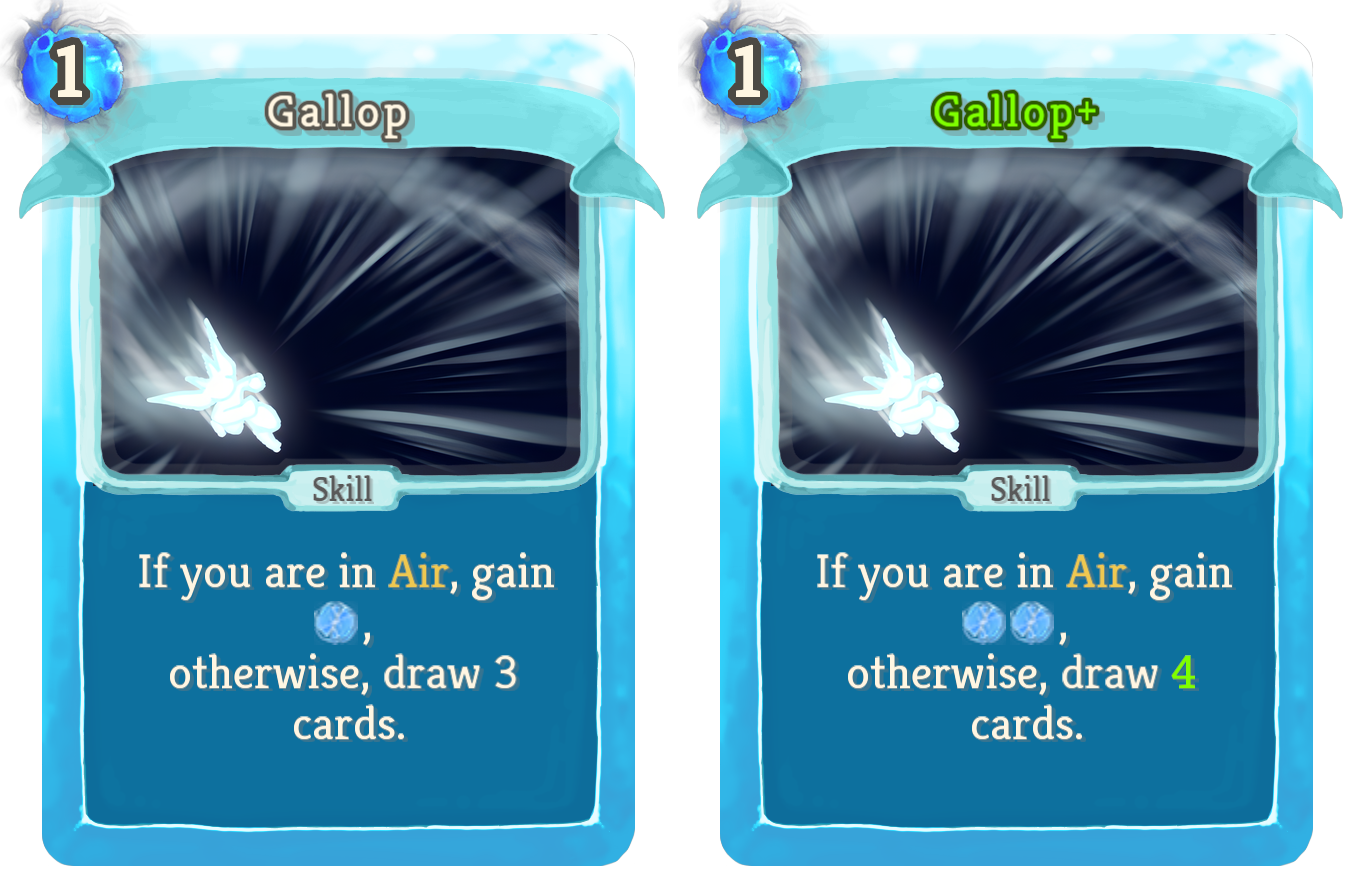 1
Gallop
Skill
If you are in Air, gain
,
otherwise, draw 3
cards.
1
Gallop+
Skill
If you are in Air, gain
,
otherwise, draw 4
cards.